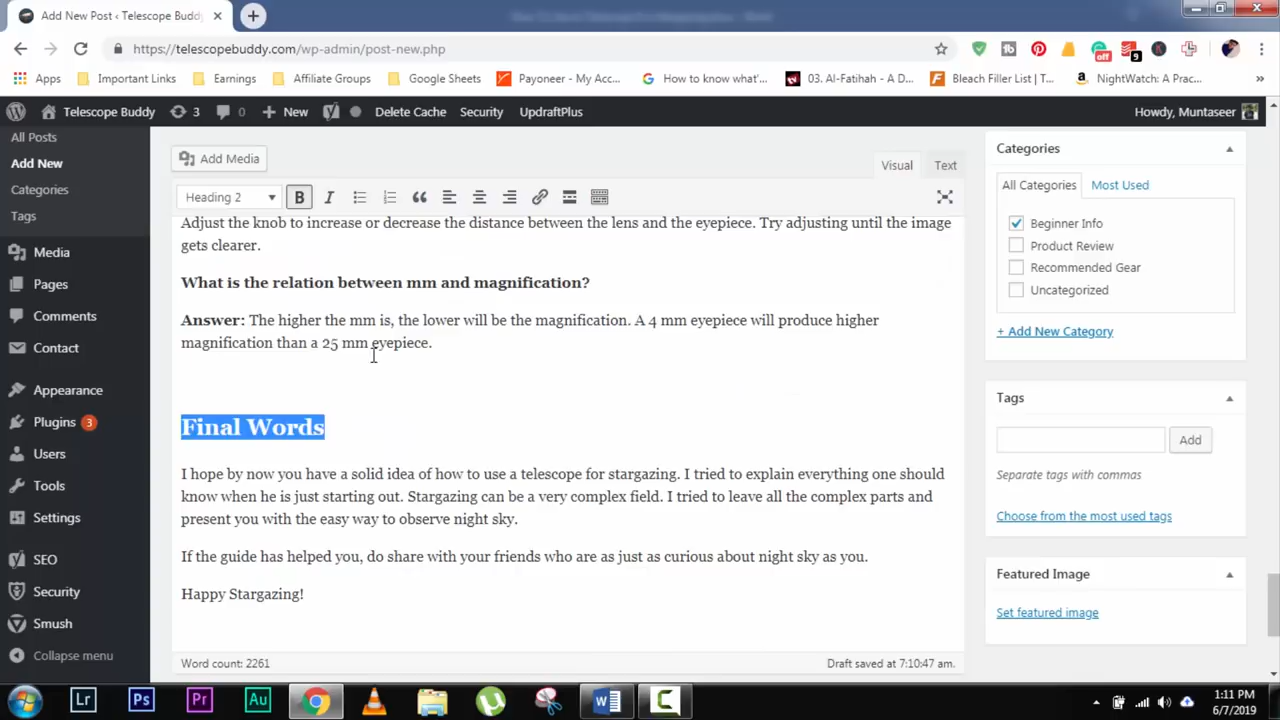 Add New Post ‹ Telescope Buddy
https://telescopebuddy.com/wp-admin/post-new.php
off
9
Apps Important Links Earnings Affiliate Groups Google Sheets Payoneer - My Acc... How to know what'... 03. Al-Fatihah - A D... Bleach Filler List | T... NightWatch: A Prac... »
Telescope Buddy 3 0 + New Delete Cache Security UpdraftPlus Howdy, Muntaseer
All Posts
Add New
Categories
Tags
Media
Pages
Comments
Contact
Appearance
Plugins 3
Users
Tools
Settings
SEO
Security
Smush
Collapse menu
Add Media
Visual Text
Heading 2 B I
Adjust the knob to increase or decrease the distance between the lens and the eyepiece. Try adjusting until the image
gets clearer.
What is the relation between mm and magnification?
Answer: The higher the mm is, the lower will be the magnification. A 4 mm eyepiece will produce higher
magnification than a 25 mm eyepiece.
Final Words
I hope by now you have a solid idea of how to use a telescope for stargazing. I tried to explain everything one should
know when he is just starting out. Stargazing can be a very complex field. I tried to leave all the complex parts and
present you with the easy way to observe night sky.
If the guide has helped you, do share with your friends who are as just as curious about night sky as you.
Happy Stargazing!
Word count: 2261 Draft saved at 7:10:47 am.
Categories
All Categories Most Used
Beginner Info
Product Review
Recommended Gear
Uncategorized
+ Add New Category
Tags
Add
Separate tags with commas
Choose from the most used tags
Featured Image
Set featured image
Lr Ps Pr Au
1:11 PM
6/7/2019